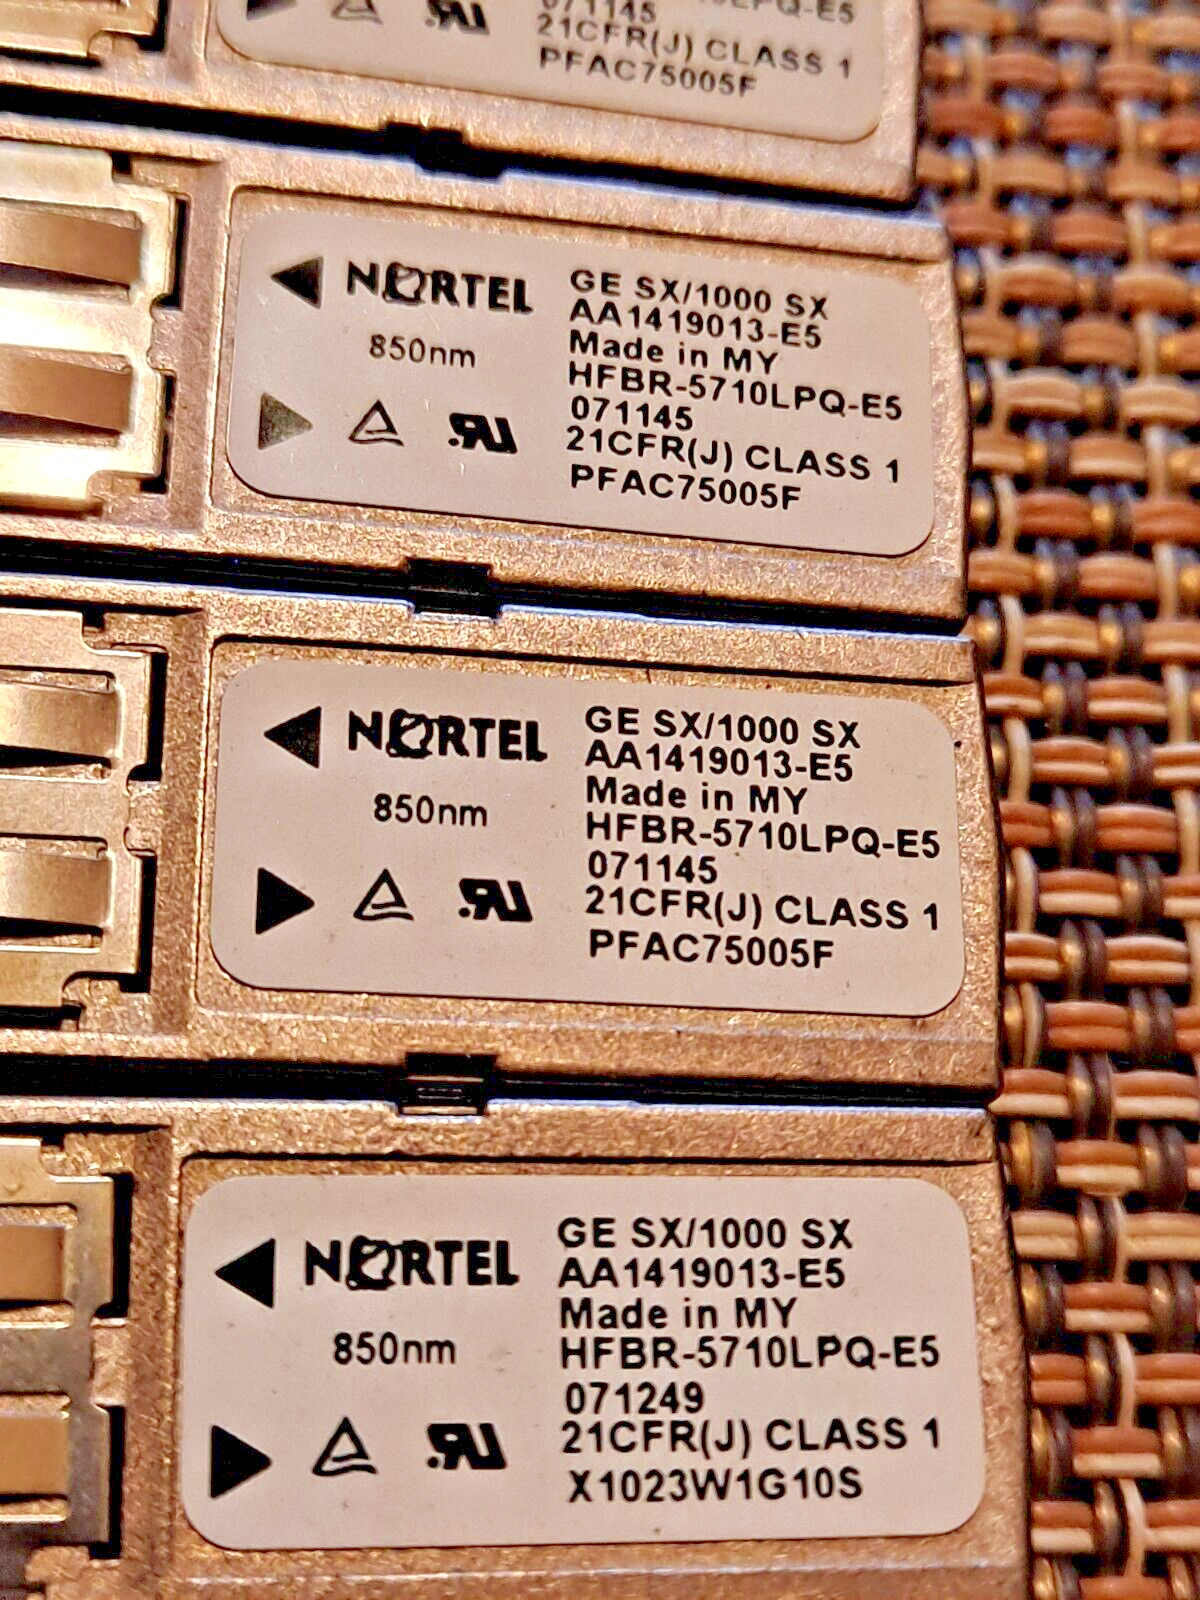 071145
21CFR(J) CLASS 1
PFAC75005F
NORTEL
850nm
GE SX/1000 SX
AA1419013-E5
Made in MY
HFBR-5710LPQ-E5
071145
21CFR(J) CLASS 1
PFAC75005F
NORTEL
850nm
GE SX/1000 SX
AA1419013-E5
Made in MY
HFBR-5710LPQ-E5
071145
21CFR(J) CLASS 1
PFAC75005F
NORTEL
850nm
GE SX/1000 SX
AA1419013-E5
Made in MY
HFBR-5710LPQ-E5
071249
21CFR(J) CLASS 1
X1023W1G10S